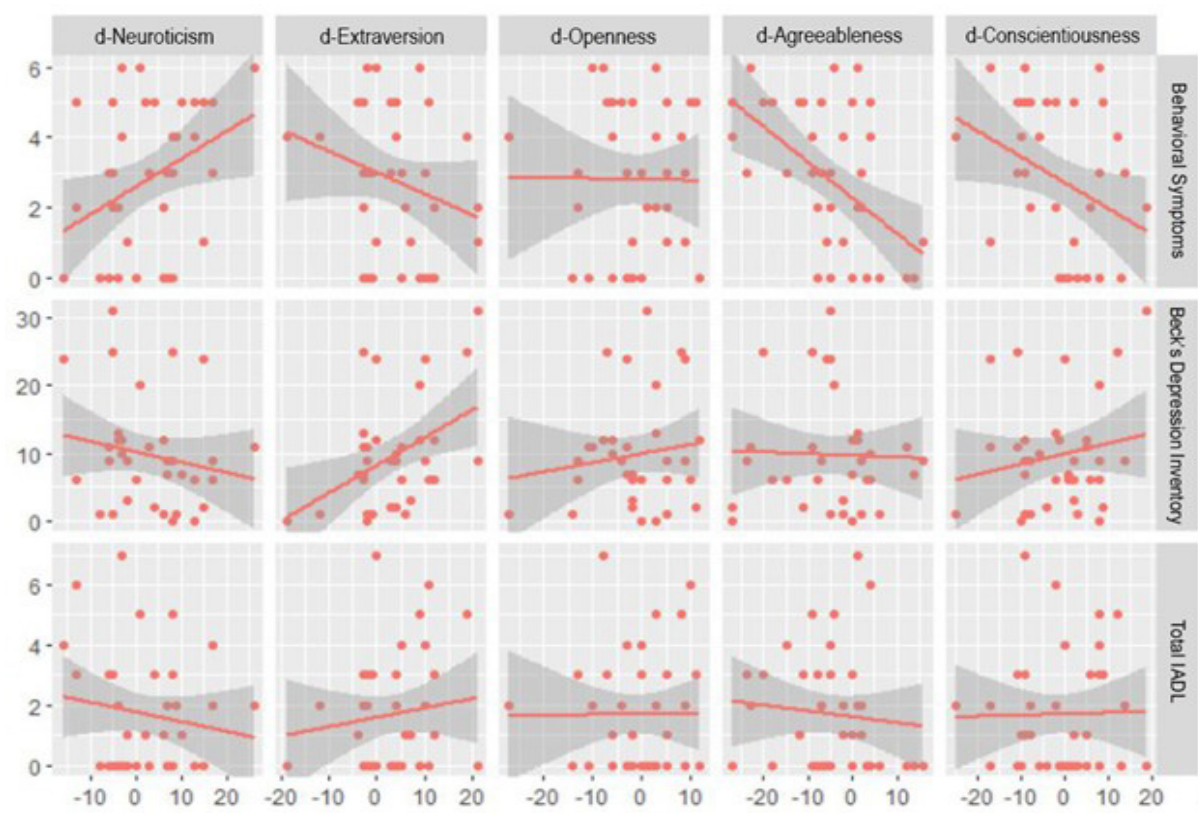 d-Neuroticism d-Extraversion d-Openness d-Agreeableness d-Conscientiousness
6
4
2
0
Behavioral Symptoms
30
20
10
0
Beck's Depression Inventory
6
4
2
0
Total IADL
-10 0 10 20 -20 -10 0 10 20 -20 -10 0 10 -20 -10 0 10 -20 -10 0 10 20